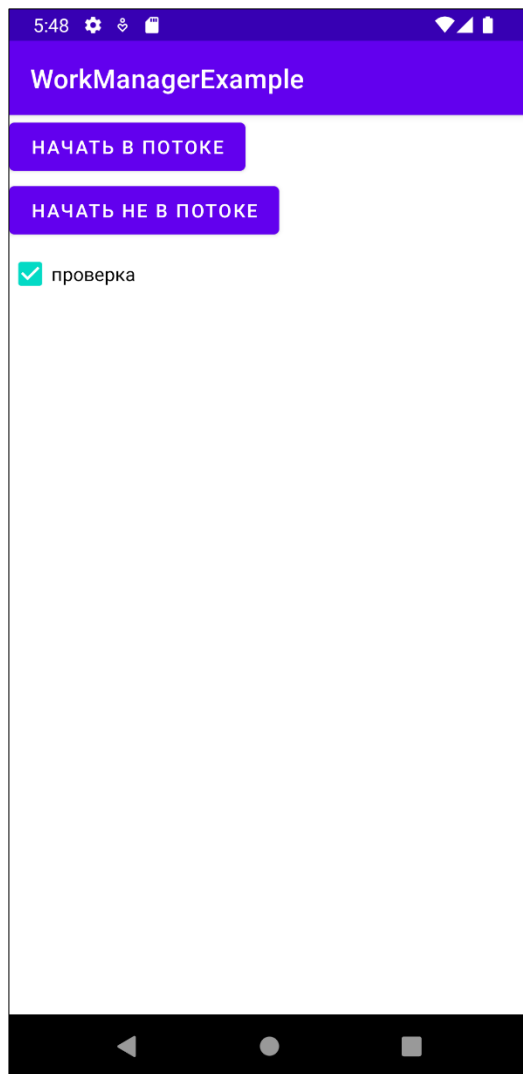 5:48
WorkManagerExample
НАЧАТЬ В ПОТОКЕ
НАЧАТЬ НЕ В ПОТОКЕ
проверка